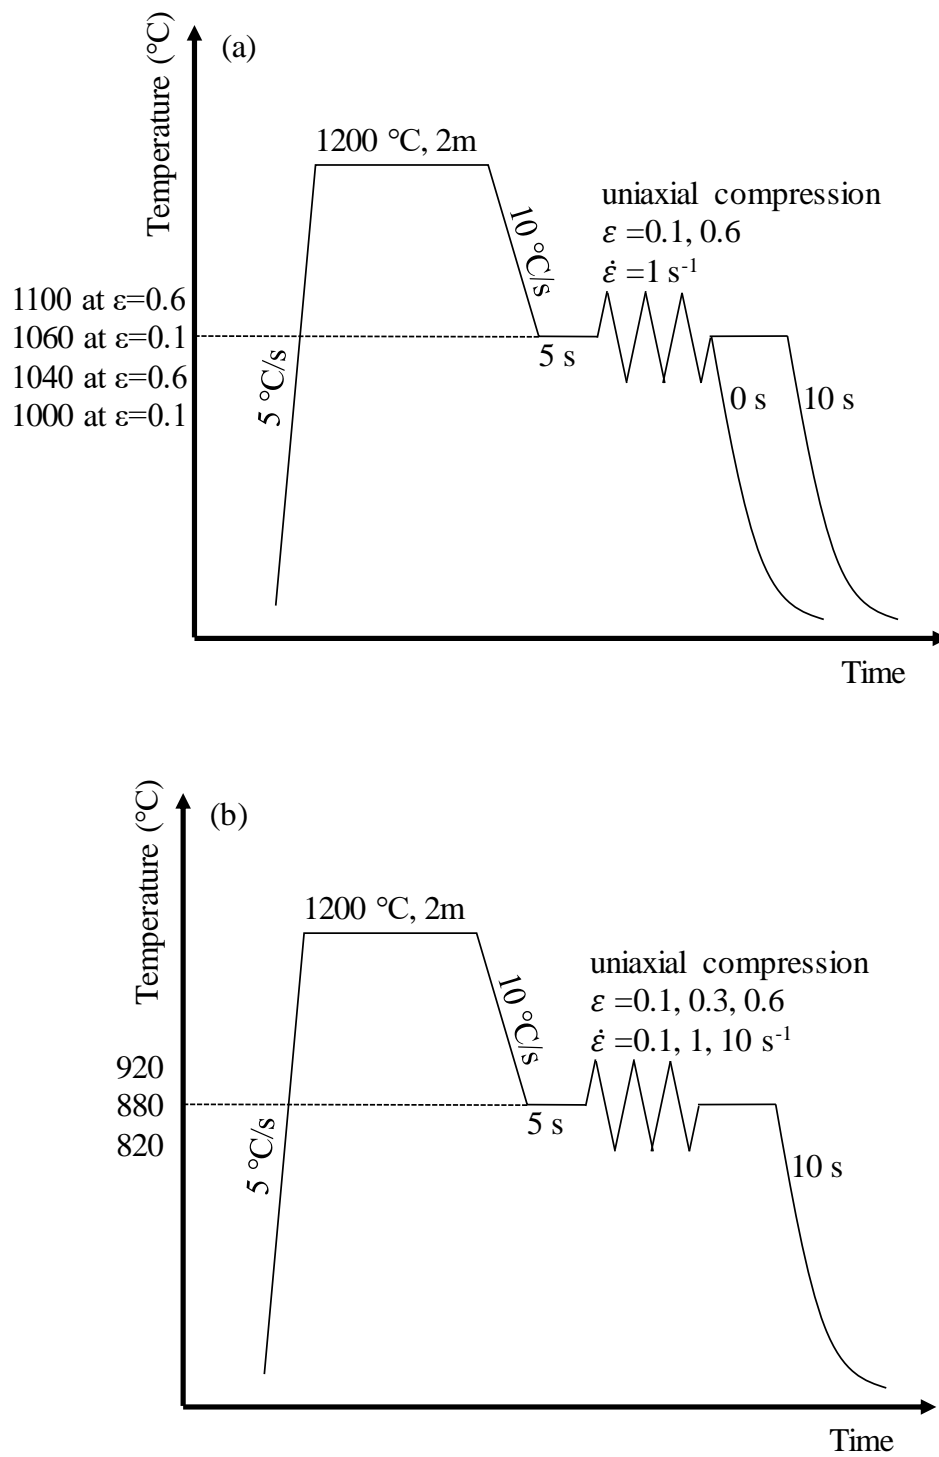 (a)
Temperature (°C)
1200 °C, 2m
10 °C/s
uniaxial compression
ε =0.1, 0.6
ε̇ =1 s⁻¹
1100 at ε=0.6
1060 at ε=0.1
1040 at ε=0.6
1000 at ε=0.1
5 °C/s
5 s
0 s
10 s
Time
(b)
Temperature (°C)
1200 °C, 2m
10 °C/s
uniaxial compression
ε =0.1, 0.3, 0.6
ε̇ =0.1, 1, 10 s⁻¹
920
880
820
5 °C/s
5 s
10 s
Time